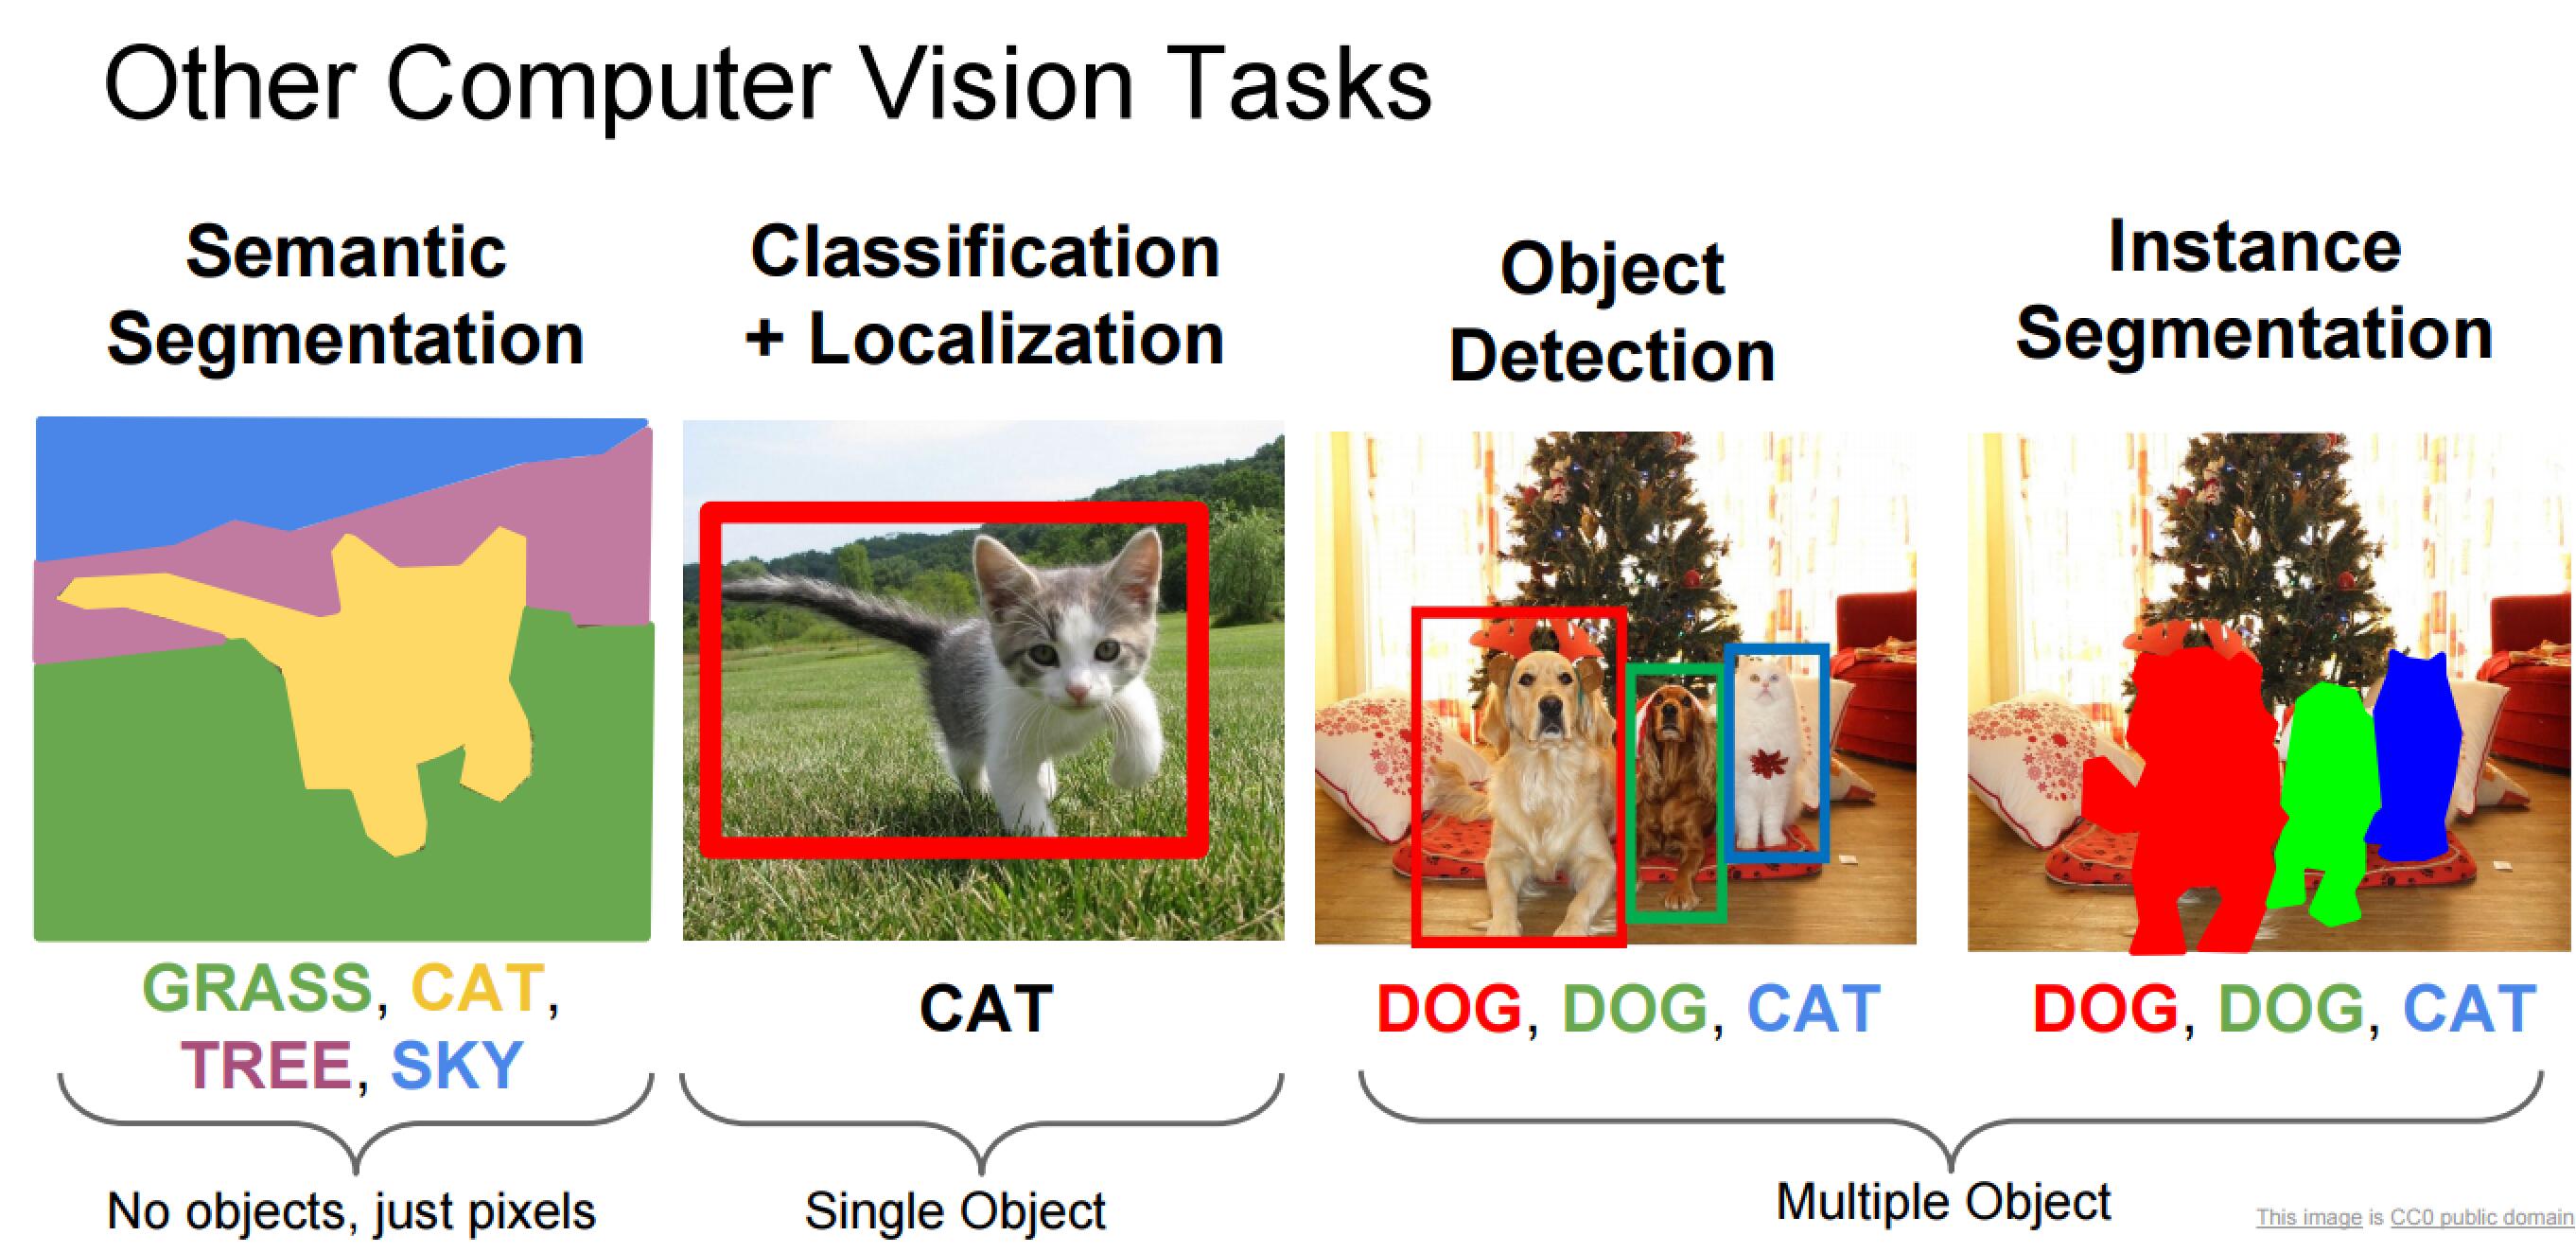 Other Computer Vision Tasks
Semantic
Segmentation
Classification
+ Localization
Object
Detection
Instance
Segmentation
GRASS, CAT,
TREE, SKY
CAT
DOG, DOG, CAT
DOG, DOG, CAT
No objects, just pixels
Single Object
Multiple Object
This image is CC0 public domain